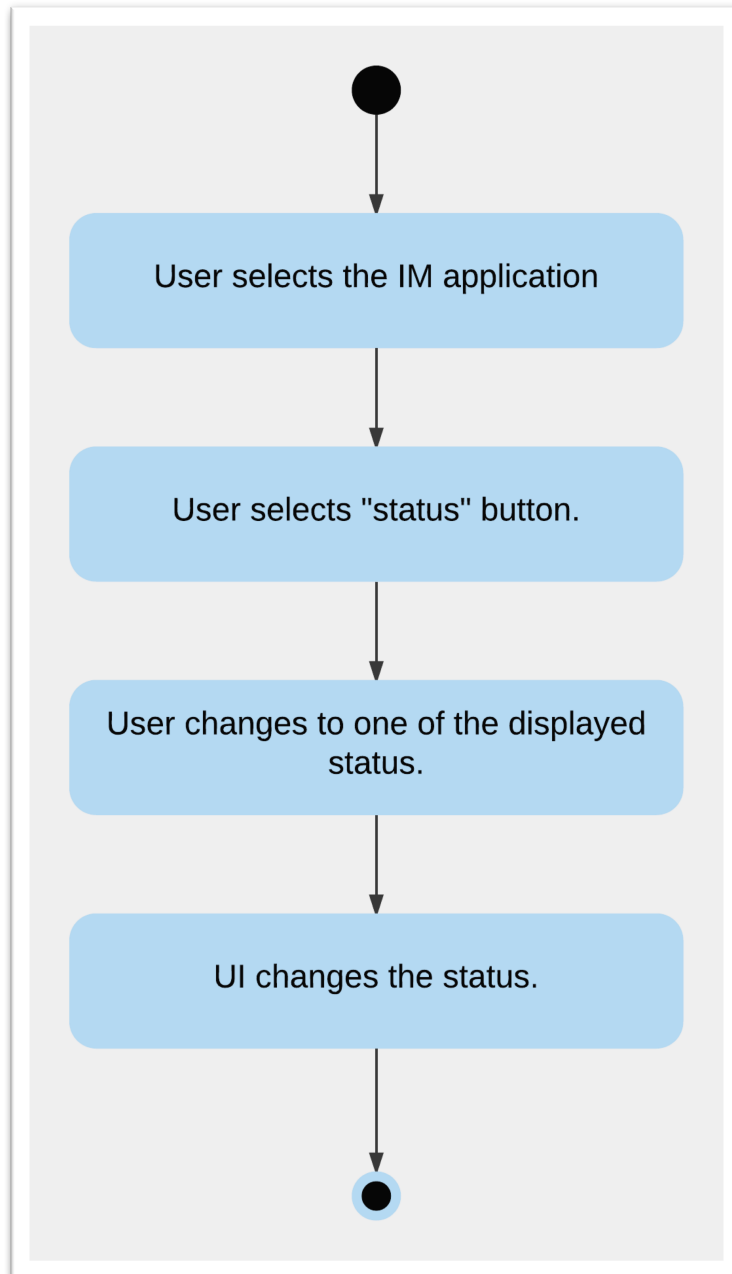 User selects the IM application
User selects "status" button.
User changes to one of the displayed
status.
UI changes the status.